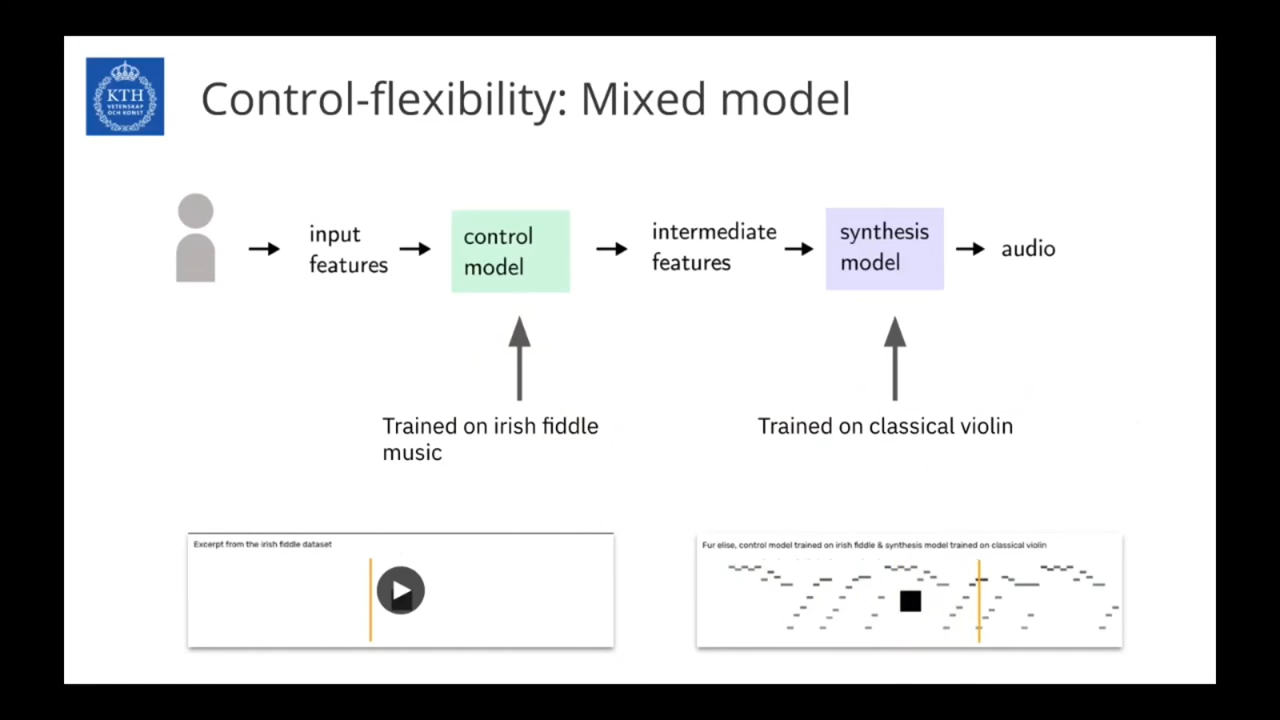 KTH
VETENSKAP
OCH KONST
Control-flexibility: Mixed model
input
features
control
model
intermediate
features
synthesis
model
audio
Trained on irish fiddle
music
Trained on classical violin
Excerpt from the irish fiddle dataset
Fur elise, control model trained on irish fiddle & synthesis model trained on classical violin